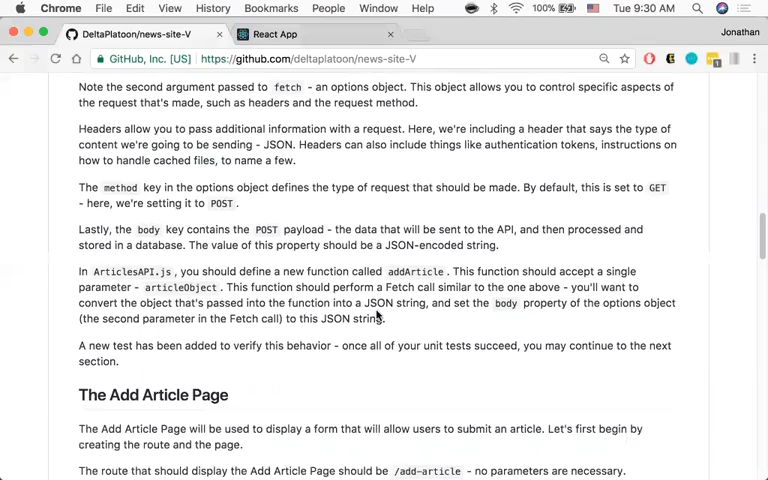 Chrome File Edit View History Bookmarks People Window Help 100% Tue 9:30 AM
DeltaPlatoon/news-site-V × React App × Jonathan
GitHub, Inc. [US] https://github.com/deltaplatoon/news-site-V
Note the second argument passed to fetch - an options object. This object allows you to control specific aspects of
the request that's made, such as headers and the request method.
Headers allow you to pass additional information with a request. Here, we're including a header that says the type of
content we're going to be sending - JSON. Headers can also include things like authentication tokens, instructions on
how to handle cached files, to name a few.
The method key in the options object defines the type of request that should be made. By default, this is set to GET
- here, we're setting it to POST .
Lastly, the body key contains the POST payload - the data that will be sent to the API, and then processed and
stored in a database. The value of this property should be a JSON-encoded string.
In ArticlesAPI.js , you should define a new function called addArticle . This function should accept a single
parameter - articleObject . This function should perform a Fetch call similar to the one above - you'll want to
convert the object that's passed into the function into a JSON string, and set the body property of the options object
(the second parameter in the Fetch call) to this JSON string.
A new test has been added to verify this behavior - once all of your unit tests succeed, you may continue to the next
section.
The Add Article Page
The Add Article Page will be used to display a form that will allow users to submit an article. Let's first begin by
creating the route and the page.
The route that should display the Add Article Page should be /add-article - no parameters are necessary.